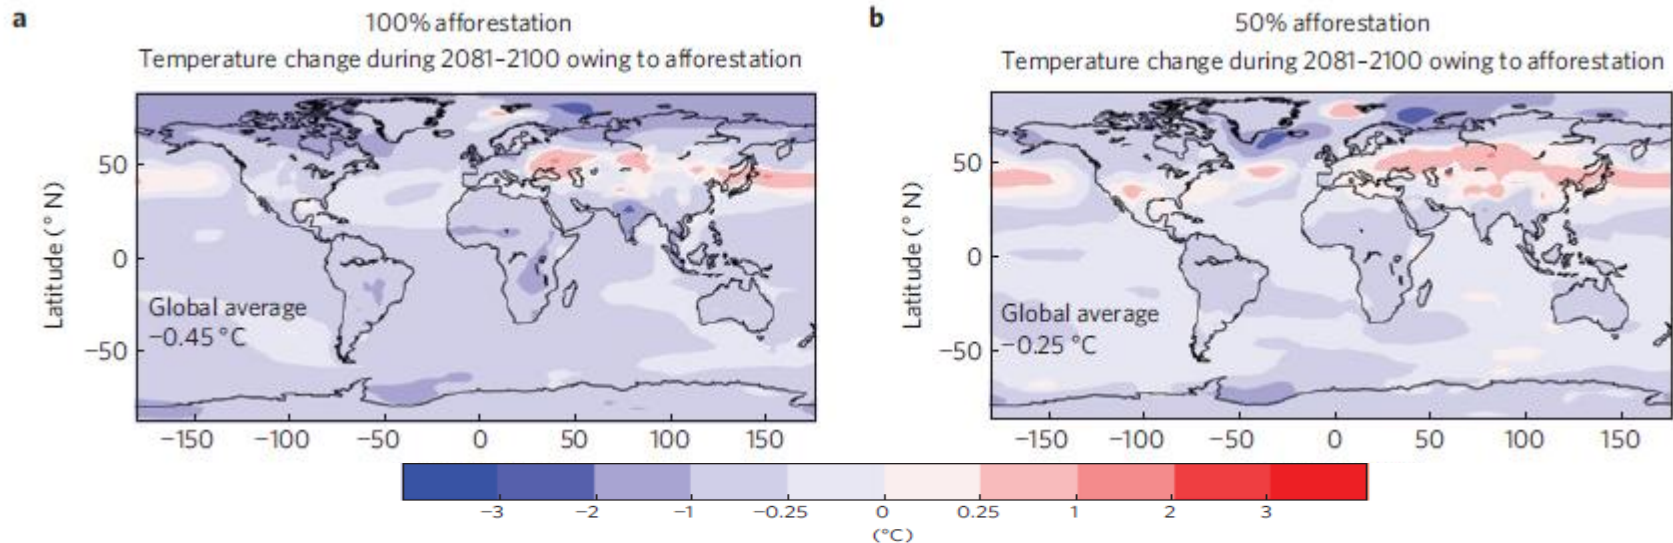 a
100% afforestation
Temperature change during 2081–2100 owing to afforestation
Latitude (° N)
50
0
−50
Global average
−0.45 °C
−150 −100 −50 0 50 100 150
b
50% afforestation
Temperature change during 2081–2100 owing to afforestation
Latitude (° N)
50
0
−50
Global average
−0.25 °C
−150 −100 −50 0 50 100 150
−3 −2 −1 −0.25 0 0.25 1 2 3
(°C)